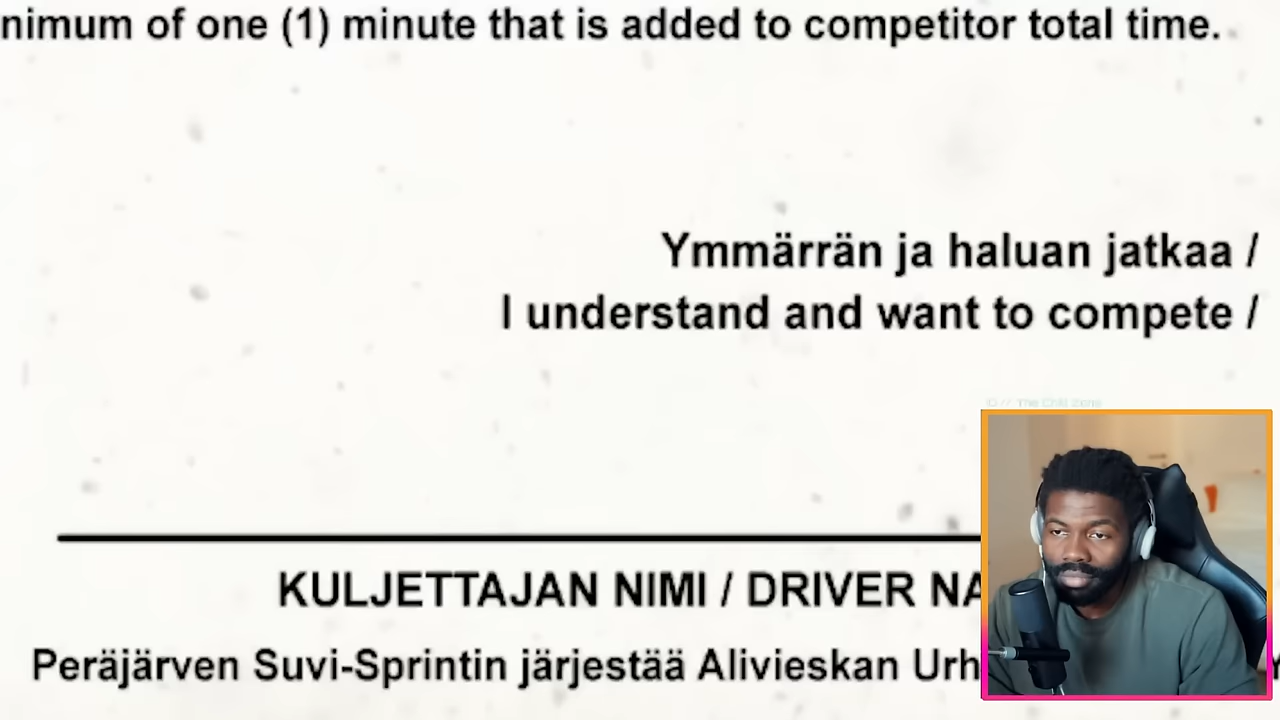 nimum of one (1) minute that is added to competitor total time.
Ymmärrän ja haluan jatkaa /
I understand and want to compete /
KULJETTAJAN NIMI / DRIVER NA
Peräjärven Suvi-Sprintin järjestää Alivieskan Urh